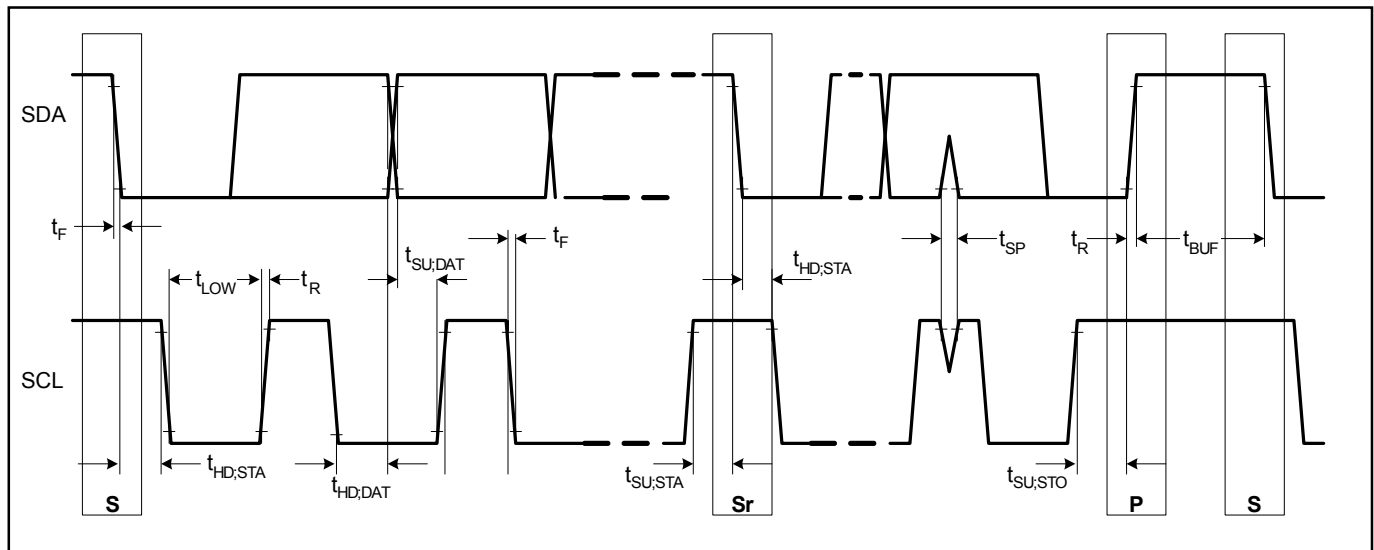 SDA
t_F
t_LOW
t_R
t_SU;DAT
t_F
t_HD;STA
t_SP
t_R
t_BUF
SCL
t_HD;STA
t_HD;DAT
t_SU;STA
t_SU;STO
S
Sr
P
S